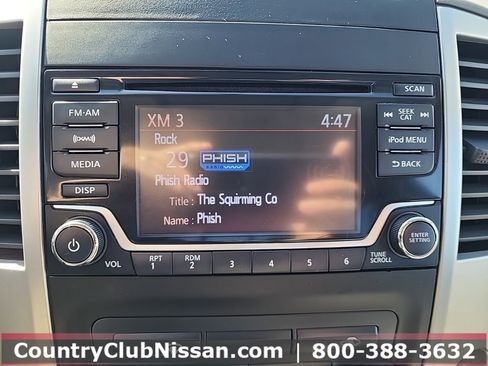 SCAN
FM·AM
XM 3
4:47
SEEK
CAT
Rock
29
PHISH
RADIO
iPod MENU
MEDIA
Phish Radio
BACK
DISP
Title : The Squirming Co
Name : Phish
VOL
RPT
1
RDM
2
3
4
5
6
TUNE
SCROLL
ENTER
SETTING
CountryClubNissan.com | 800-388-3632